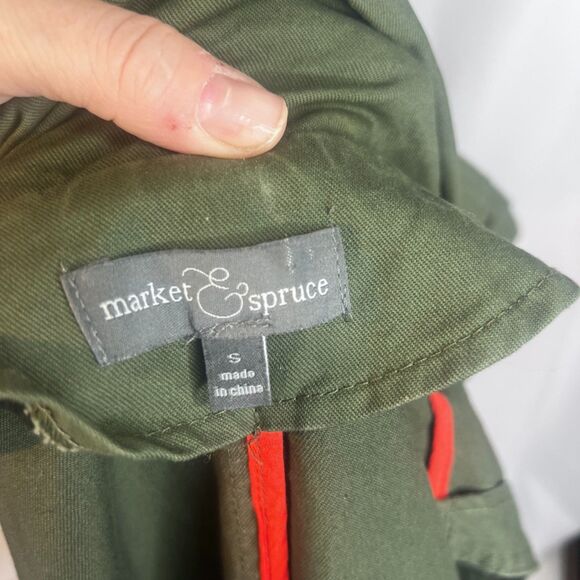 market & spruce
S
made
in china